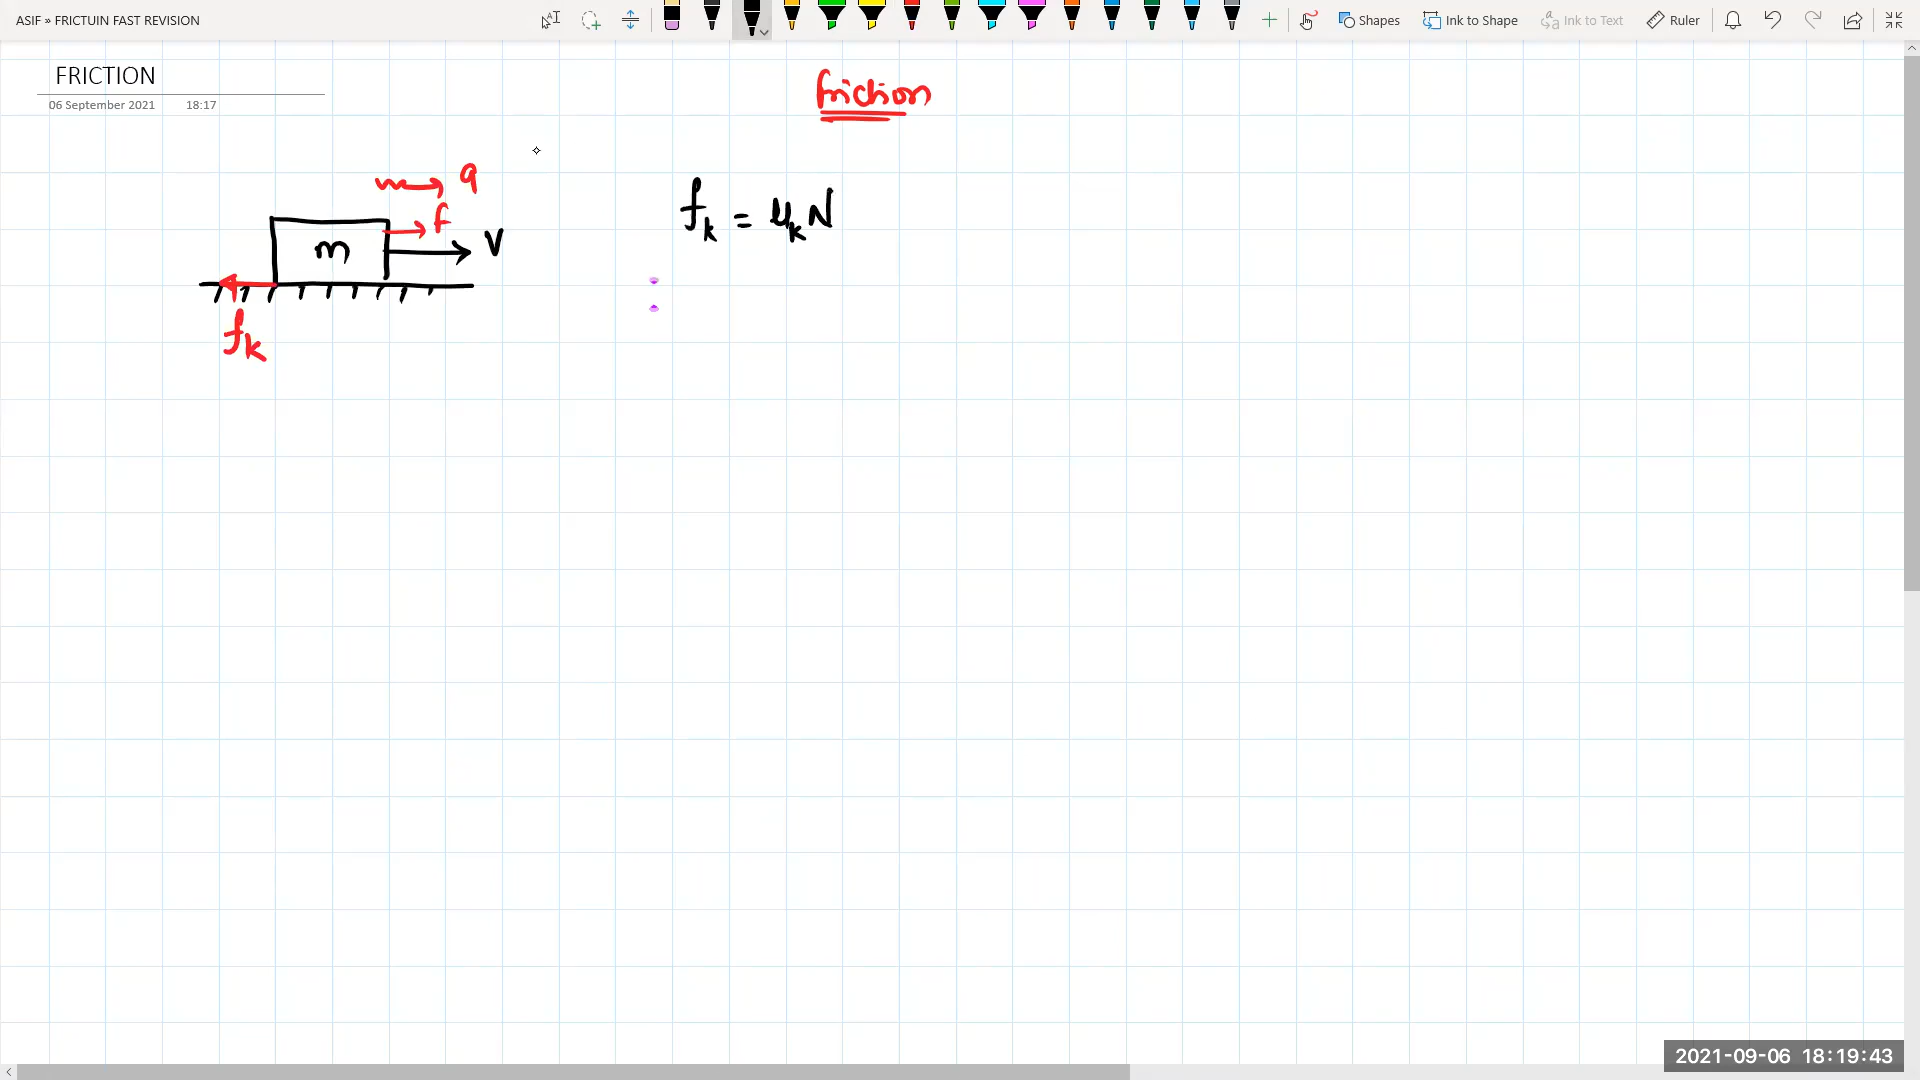 ASIF » FRICTUIN FAST REVISION
Shapes
Ink to Shape
Ink to Text
Ruler
FRICTION
06 September 2021 18:17
friction
a
f
m
V
fk
fk = μkN
2021-09-06 18:19:43